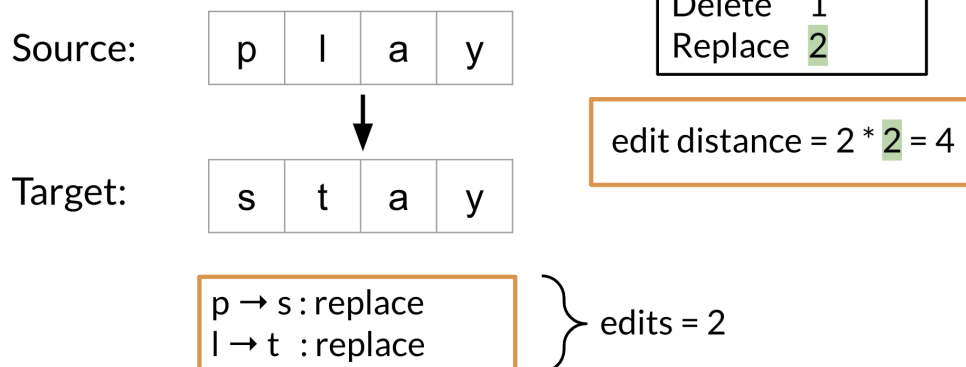 Delete 1
Replace 2
Source: p l a y
edit distance = 2 * 2 = 4
Target: s t a y
p → s : replace
l → t : replace
edits = 2